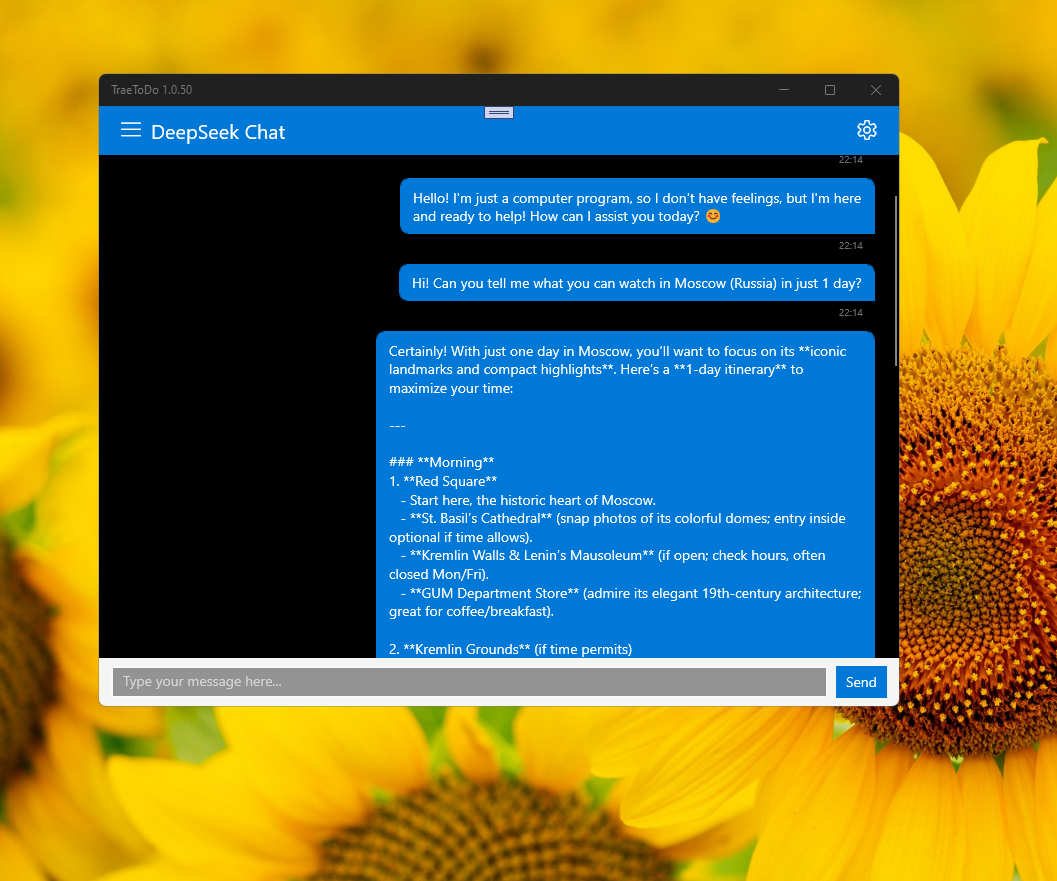 TraeToDo 1.0.50
DeepSeek Chat
22:14
Hello! I'm just a computer program, so I don't have feelings, but I'm here
and ready to help! How can I assist you today? 😊
22:14
Hi! Can you tell me what you can watch in Moscow (Russia) in just 1 day?
22:14
Certainly! With just one day in Moscow, you’ll want to focus on its **iconic
landmarks and compact highlights**. Here’s a **1-day itinerary** to
maximize your time:
---
### **Morning**
1. **Red Square**
- Start here, the historic heart of Moscow.
- **St. Basil’s Cathedral** (snap photos of its colorful domes; entry inside
optional if time allows).
- **Kremlin Walls & Lenin’s Mausoleum** (if open; check hours, often
closed Mon/Fri).
- **GUM Department Store** (admire its elegant 19th-century architecture;
great for coffee/breakfast).
2. **Kremlin Grounds** (if time permits)
Type your message here...
Send